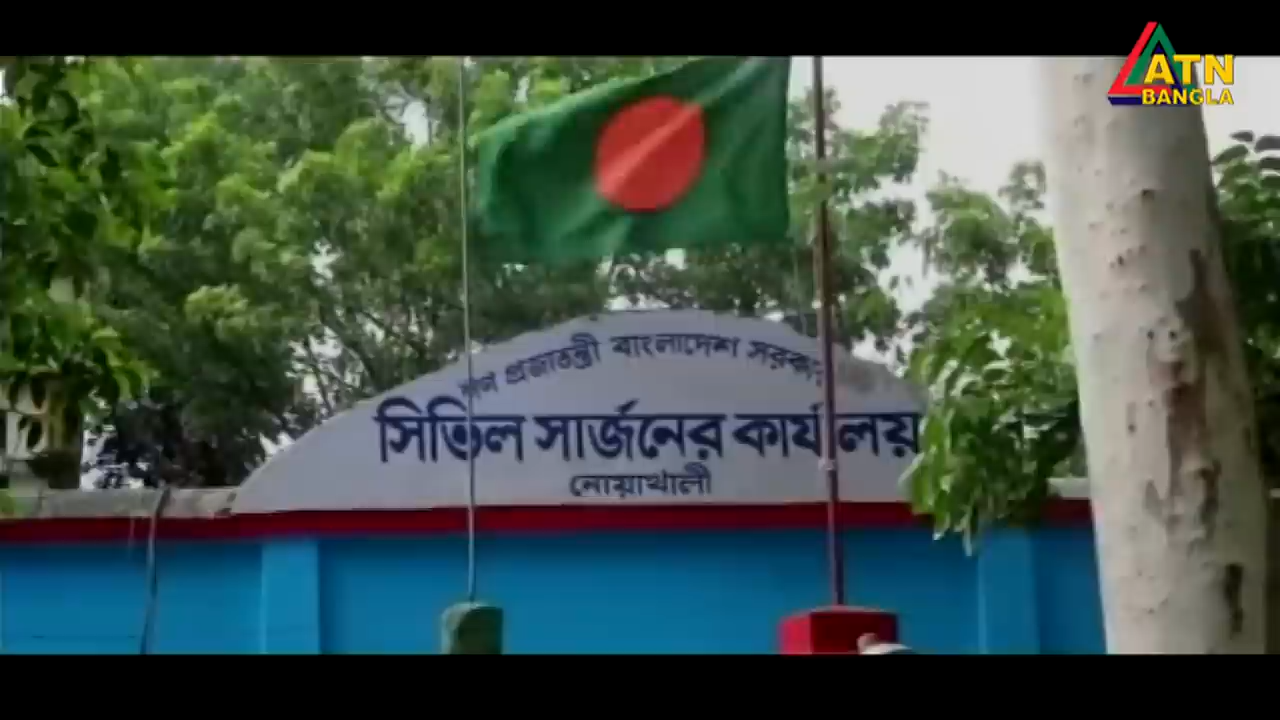 ATN
BANGLA
প্রজাতন্ত্রী বাংলাদেশ সরকার
সিভিল সার্জনের কার্যালয়
নোয়াখালী